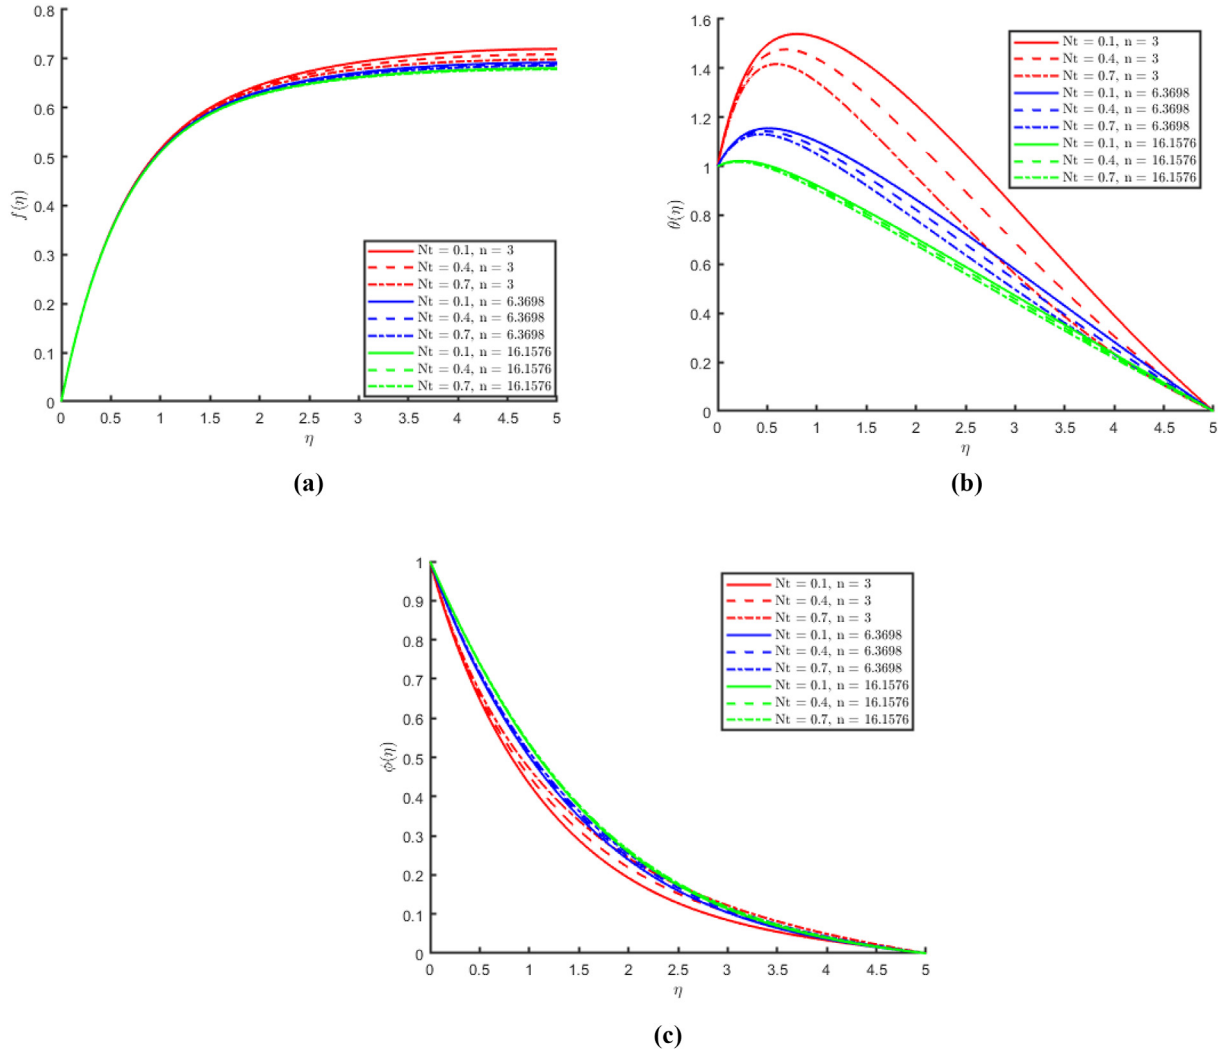 0.8
0.7
0.6
0.5
0.4
0.3
0.2
0.1
0
f(η)
Nt = 0.1, n = 3
Nt = 0.4, n = 3
Nt = 0.7, n = 3
Nt = 0.1, n = 6.3698
Nt = 0.4, n = 6.3698
Nt = 0.7, n = 6.3698
Nt = 0.1, n = 16.1576
Nt = 0.4, n = 16.1576
Nt = 0.7, n = 16.1576
0 0.5 1 1.5 2 2.5 3 3.5 4 4.5 5
η
(a)
1.6
1.4
1.2
1
0.8
0.6
0.4
0.2
0
θ(η)
Nt = 0.1, n = 3
Nt = 0.4, n = 3
Nt = 0.7, n = 3
Nt = 0.1, n = 6.3698
Nt = 0.4, n = 6.3698
Nt = 0.7, n = 6.3698
Nt = 0.1, n = 16.1576
Nt = 0.4, n = 16.1576
Nt = 0.7, n = 16.1576
0 0.5 1 1.5 2 2.5 3 3.5 4 4.5 5
η
(b)
1
0.9
0.8
0.7
0.6
0.5
0.4
0.3
0.2
0.1
0
ϕ(η)
Nt = 0.1, n = 3
Nt = 0.4, n = 3
Nt = 0.7, n = 3
Nt = 0.1, n = 6.3698
Nt = 0.4, n = 6.3698
Nt = 0.7, n = 6.3698
Nt = 0.1, n = 16.1576
Nt = 0.4, n = 16.1576
Nt = 0.7, n = 16.1576
0 0.5 1 1.5 2 2.5 3 3.5 4 4.5 5
η
(c)